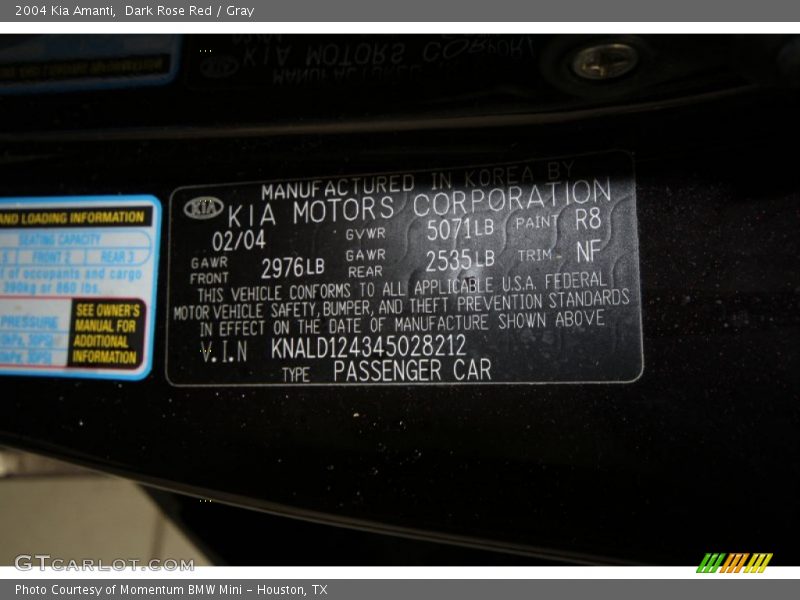 2004 Kia Amanti, Dark Rose Red / Gray
KIA MOTORS CORPORATION
MANUFACTURED
AND LOADING INFORMATION
SEATING CAPACITY
5 FRONT 2 REAR 3
of occupants and cargo
390kg or 860 lbs.
PRESSURE
SEE OWNER'S
MANUAL FOR
ADDITIONAL
INFORMATION
MANUFACTURED IN KOREA BY
KIA KIA MOTORS CORPORATION
02/04 GVWR 5071LB PAINT R8
GAWR FRONT 2976LB GAWR REAR 2535LB TRIM NF
THIS VEHICLE CONFORMS TO ALL APPLICABLE U.S.A. FEDERAL
MOTOR VEHICLE SAFETY, BUMPER, AND THEFT PREVENTION STANDARDS
IN EFFECT ON THE DATE OF MANUFACTURE SHOWN ABOVE
V.I.N KNALD124345028212
TYPE PASSENGER CAR
GTCARLOT.COM
Photo Courtesy of Momentum BMW Mini - Houston, TX